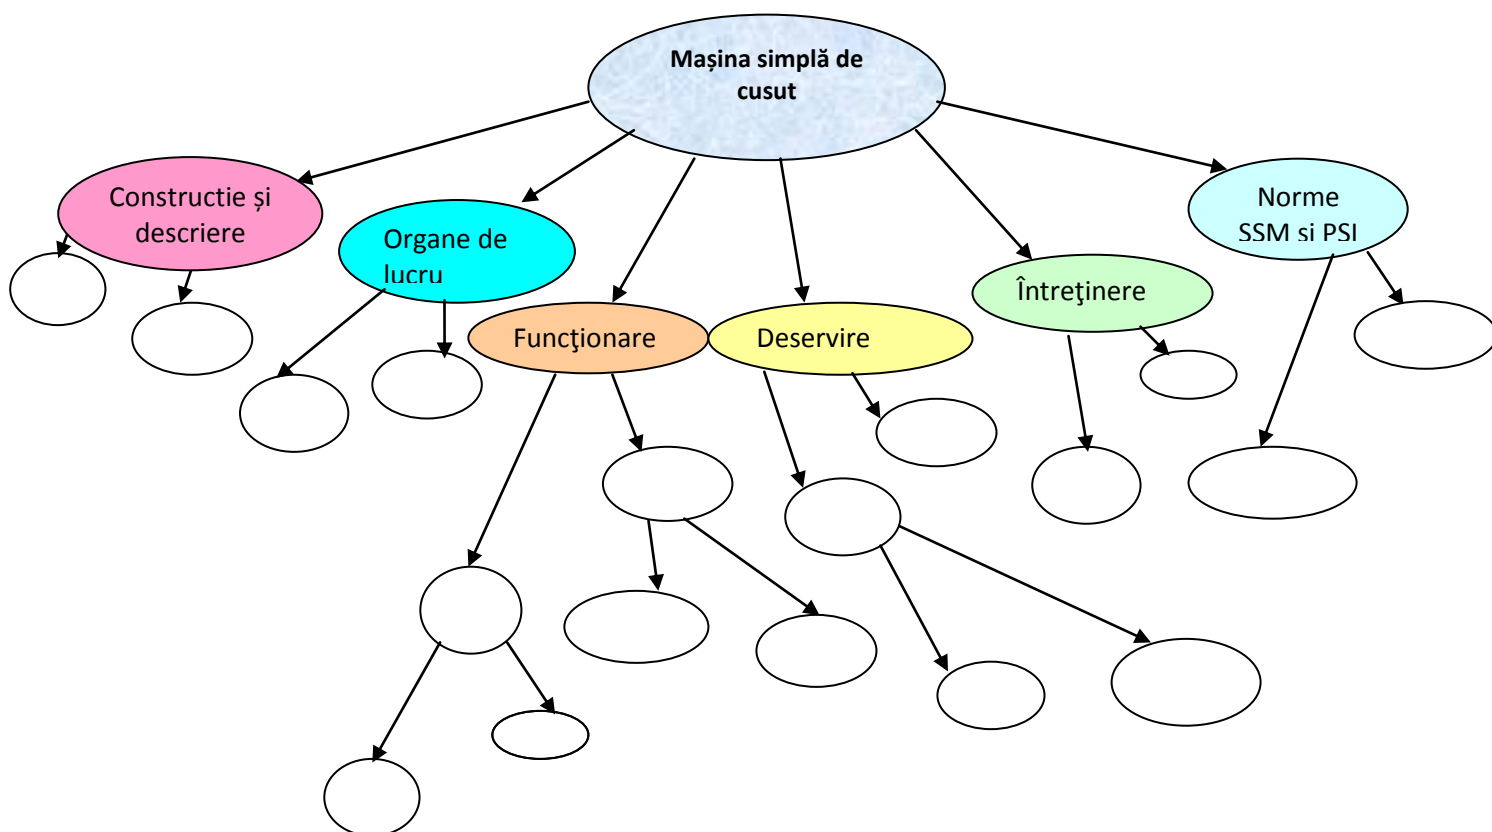 Mașina simplă de
cusut
Constructie și
descriere
Organe de
lucru
Norme
SSM si PSI
Întreţinere
Funcţionare
Deservire